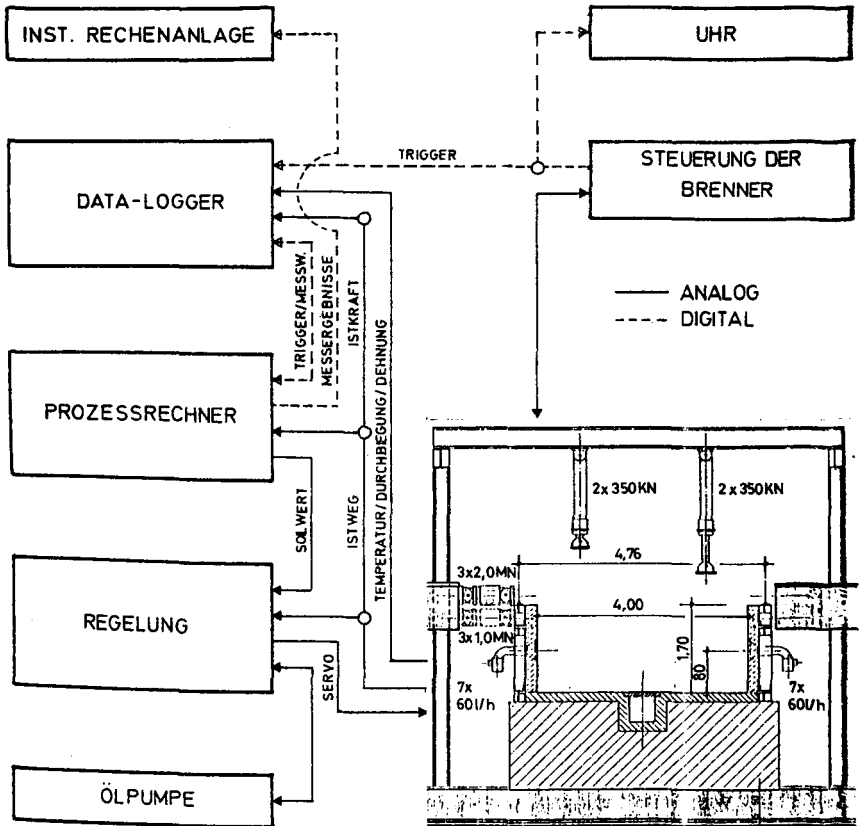 INST. RECHENANLAGE
UHR
TRIGGER
STEUERUNG DER
BRENNER
DATA-LOGGER
ANALOG
DIGITAL
TRIGGER/MESSW.
MESSERGEBNISSE
ISTKRAFT
TEMPERATUR/DURCHBIEGUNG/DEHNUNG
PROZESSRECHNER
SOLWERT
ISTWEG
2x350KN
2x350KN
4,76
3x2,0MN
4,00
3x1,0MN
1,70
80
REGELUNG
SERVO
7x
60l/h
7x
60l/h
ÖLPUMPE